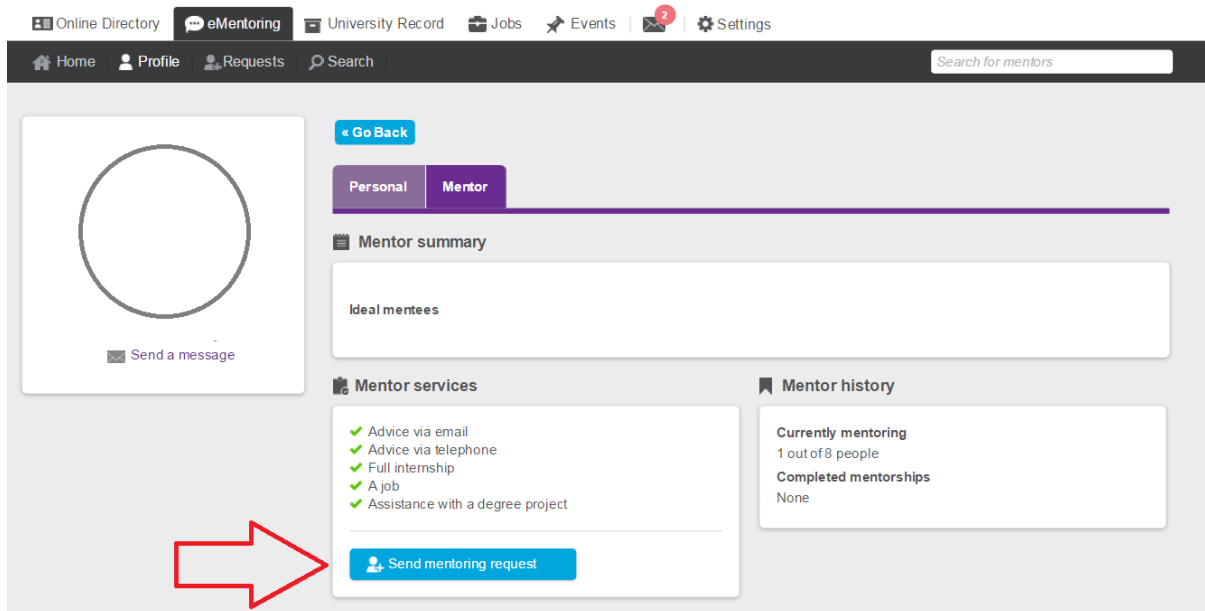 Online Directory eMentoring University Record Jobs Events 2 Settings
Home Profile Requests Search Search for mentors
« Go Back
Personal Mentor
Mentor summary
Ideal mentees
Send a message
Mentor services
Advice via email
Advice via telephone
Full internship
A job
Assistance with a degree project
Send mentoring request
Mentor history
Currently mentoring
1 out of 8 people
Completed mentorships
None